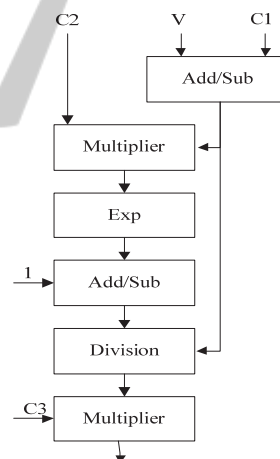 C2 V C1
Add/Sub
Multiplier
Exp
1
Add/Sub
Division
C3
Multiplier